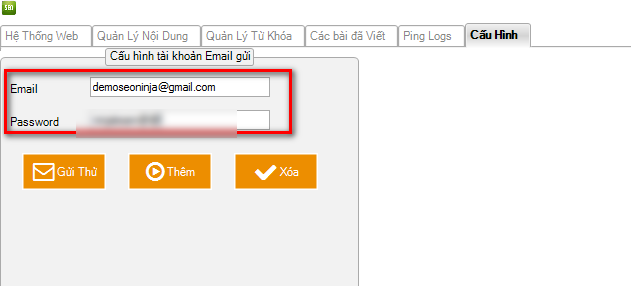 SEO
Hệ Thống Web Quản Lý Nội Dung Quản Lý Từ Khóa Các bài đã Viết Ping Logs Cấu Hình
Cấu hình tài khoản Email gửi
Email demoseoninja@gmail.com
Password
Gửi Thử Thêm Xóa